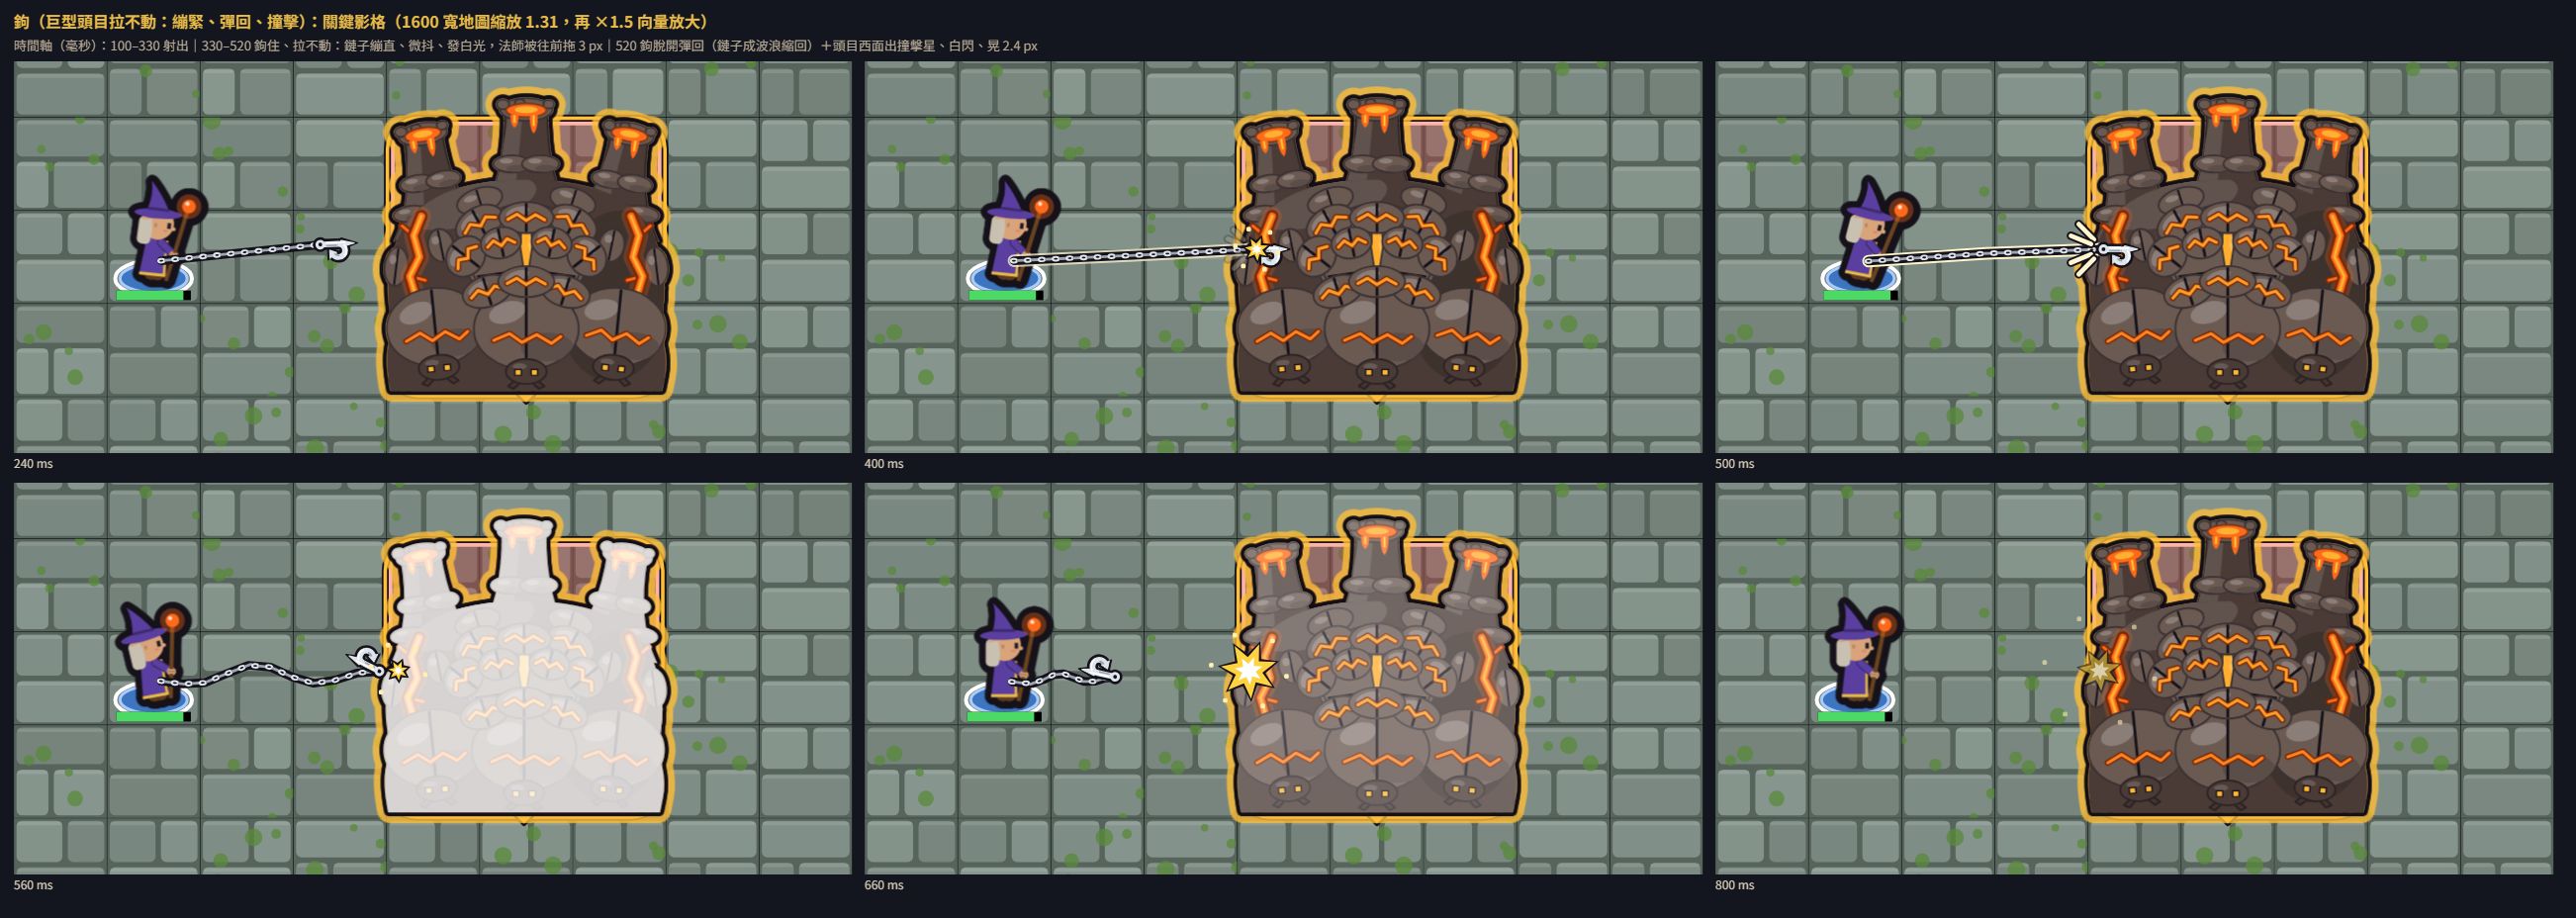 鉤（巨型頭目拉不動：繃緊、彈回、撞擊）：關鍵影格（1600 寬地圖縮放 1.31，再 ×1.5 向量放大）
時間軸（毫秒）：100–330 射出｜330–520 鉤住、拉不動：鏈子繃直、微抖、發白光，法師被往前拖 3 px｜520 鉤脫開彈回（鏈子成波浪縮回）＋頭目西面出撞擊星、白閃、晃 2.4 px
240 ms
400 ms
500 ms
560 ms
660 ms
800 ms